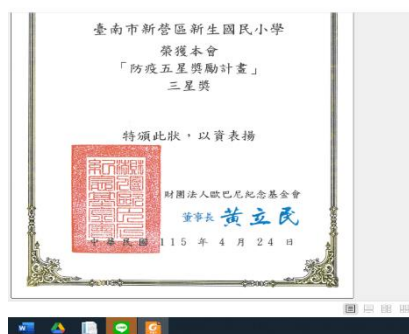 臺南市新營區新生國民小學
榮獲本會
「防疫五星獎勵計畫」
三星獎
特頒此狀，以資表揚
財團法人歐巴尼紀念基金會
董事長 黃立民
中華民國 115 年 4 月 24 日